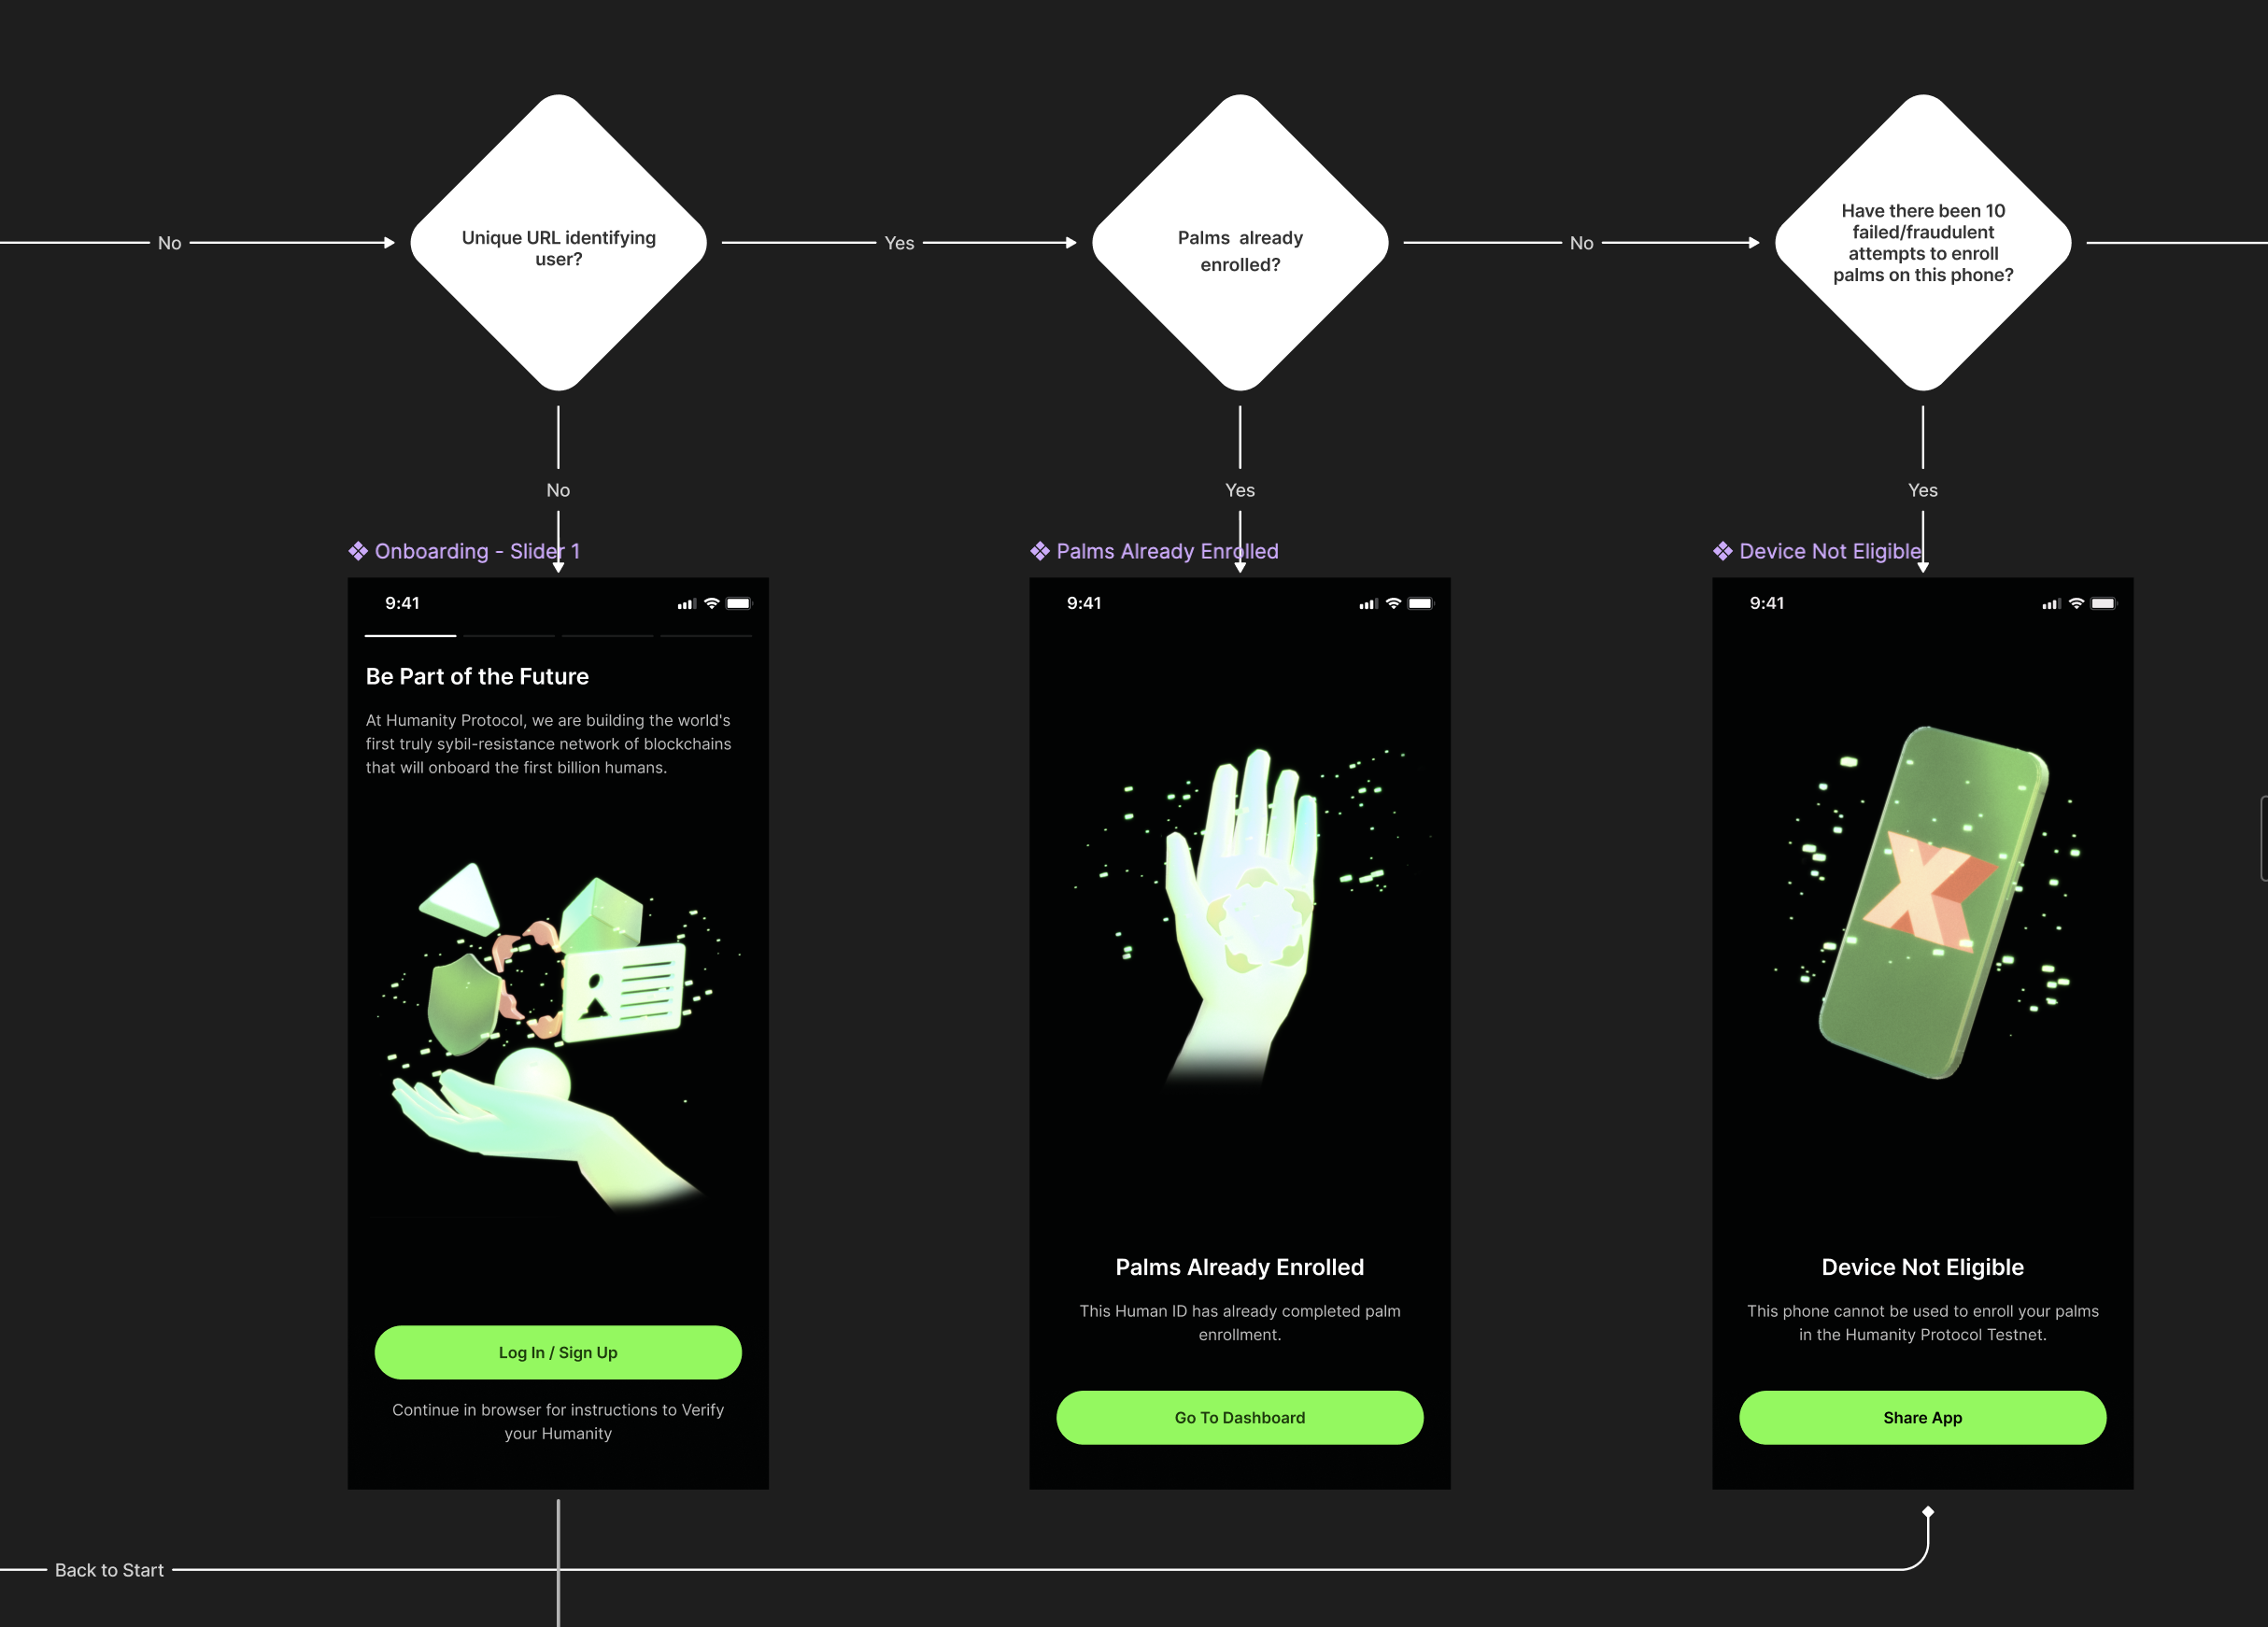 No
Unique URL identifying
user?
Yes
Palms already
enrolled?
No
Have there been 10
failed/fraudulent
attempts to enroll
palms on this phone?
No
Yes
Yes
Onboarding - Slider 1
Palms Already Enrolled
Device Not Eligible
9:41
Be Part of the Future
At Humanity Protocol, we are building the world's
first truly sybil-resistance network of blockchains
that will onboard the first billion humans.
Log In / Sign Up
Continue in browser for instructions to Verify
your Humanity
9:41
Palms Already Enrolled
This Human ID has already completed palm
enrollment.
Go To Dashboard
9:41
Device Not Eligible
This phone cannot be used to enroll your palms
in the Humanity Protocol Testnet.
Share App
Back to Start